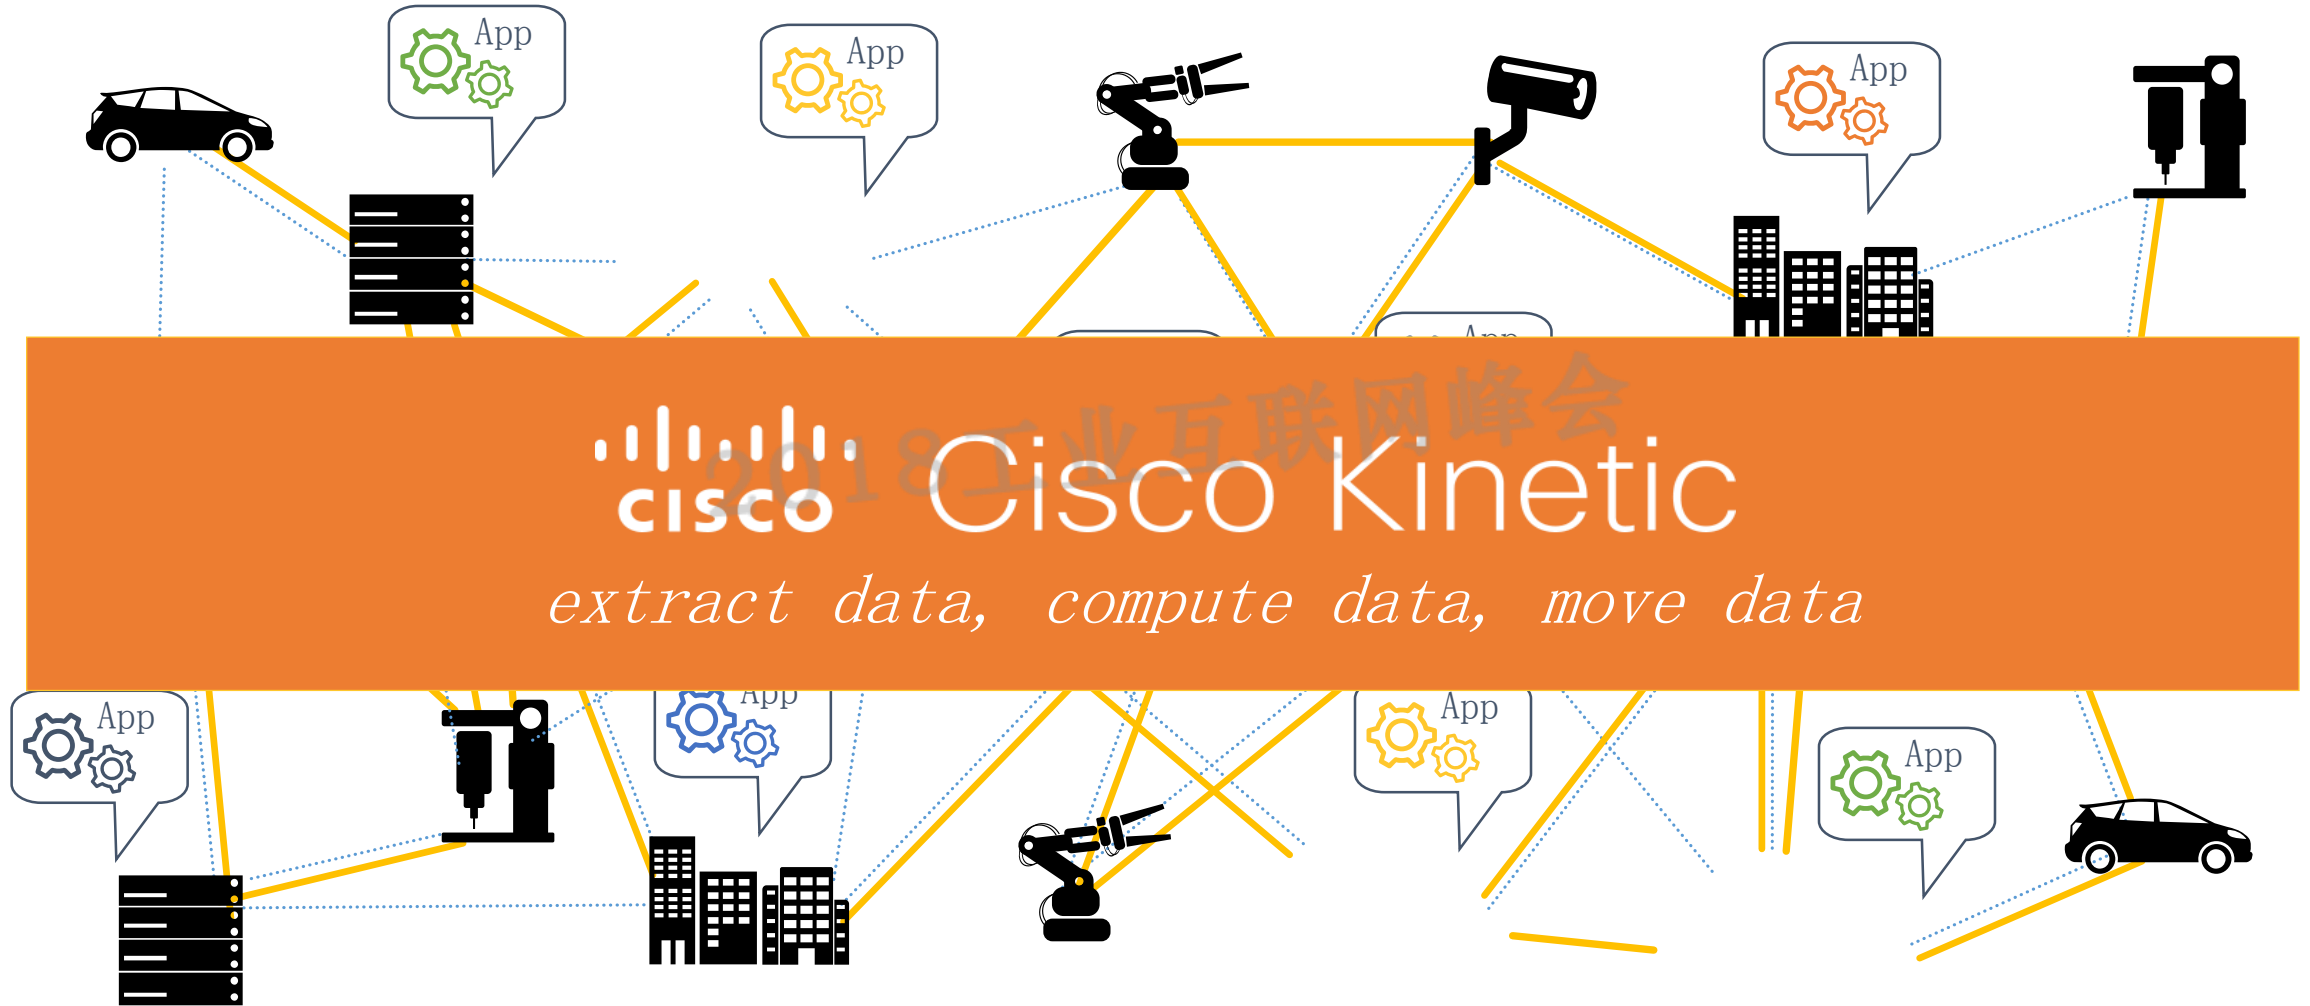 App
App
App
App
2018工业互联网峰会
CISCO Cisco Kinetic
extract data, compute data, move data
App
App
App
App